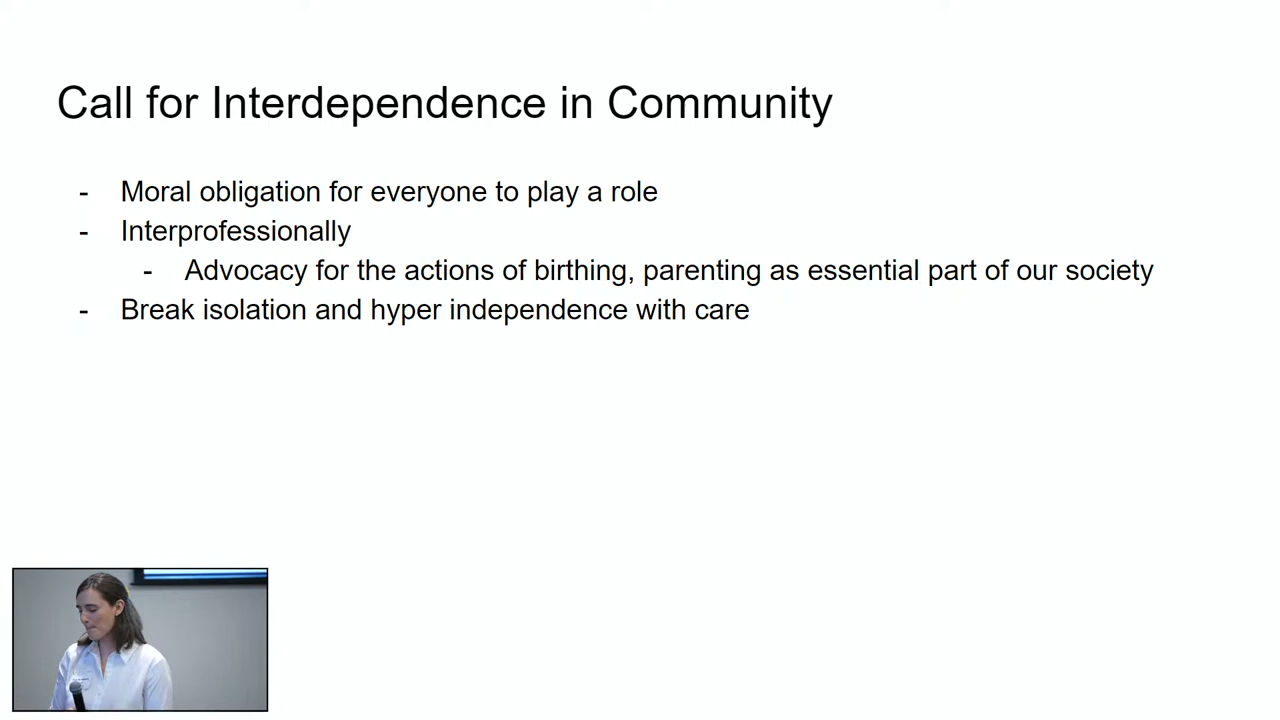 Call for Interdependence in Community
- Moral obligation for everyone to play a role
- Interprofessionally
- Advocacy for the actions of birthing, parenting as essential part of our society
- Break isolation and hyper independence with care